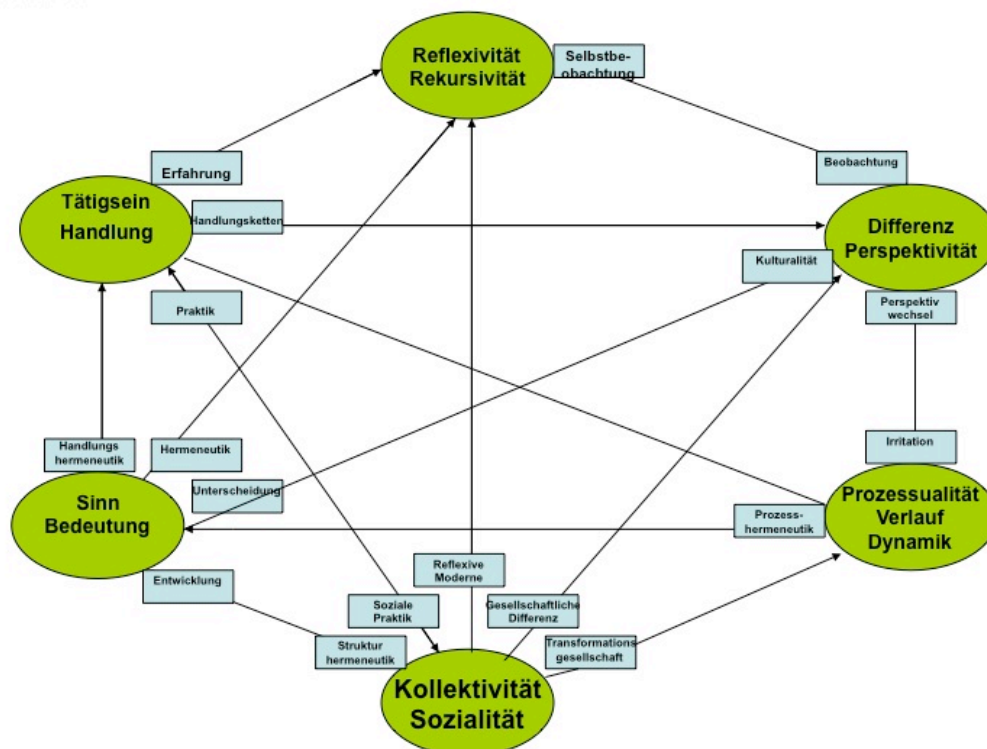 Reflexivität
Rekursivität
Selbstbe-
obachtung
Erfahrung
Beobachtung
Tätigsein
Handlung
Handlungsketten
Differenz
Perspektivität
Kulturalität
Praktik
Perspektiv
wechsel
Handlungs
hermeneutik
Hermeneutik
Irritation
Sinn
Bedeutung
Unterscheidung
Prozess-
hermeneutik
Prozessualität
Verlauf
Dynamik
Entwicklung
Reflexive
Moderne
Soziale
Praktik
Gesellschaftliche
Differenz
Struktur
hermeneutik
Transformations
gesellschaft
Kollektivität
Sozialität